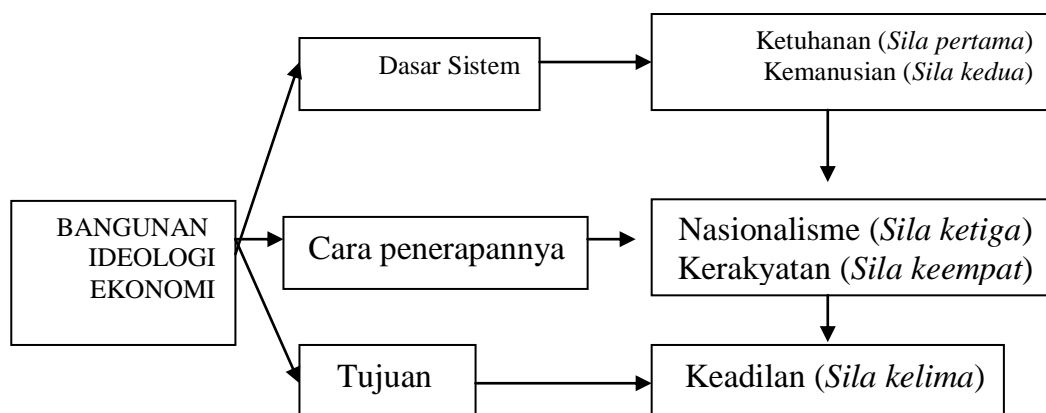 Dasar Sistem
Ketuhanan (Sila pertama)
Kemanusian (Sila kedua)
BANGUNAN
IDEOLOGI
EKONOMI
Cara penerapannya
Nasionalisme (Sila ketiga)
Kerakyatan (Sila keempat)
Tujuan
Keadilan (Sila kelima)